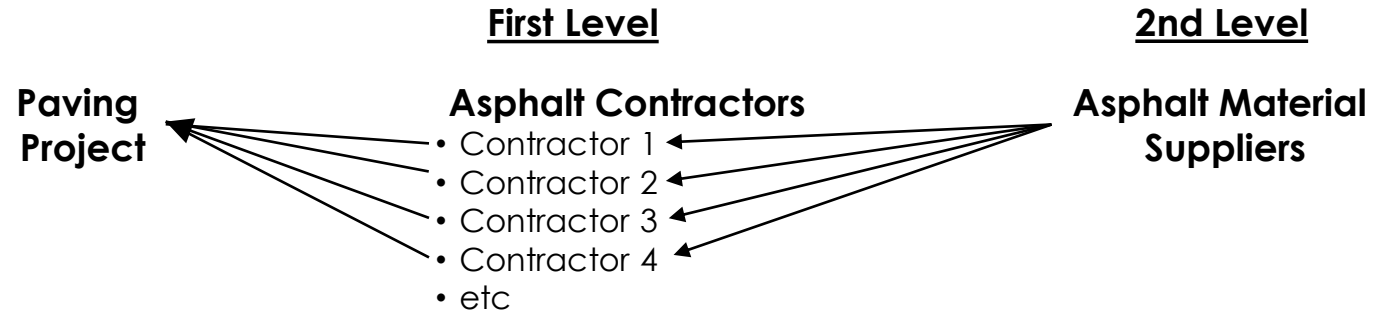 First Level
2nd Level
Paving
Project
Asphalt Contractors
• Contractor 1
• Contractor 2
• Contractor 3
• Contractor 4
• etc
Asphalt Material
Suppliers